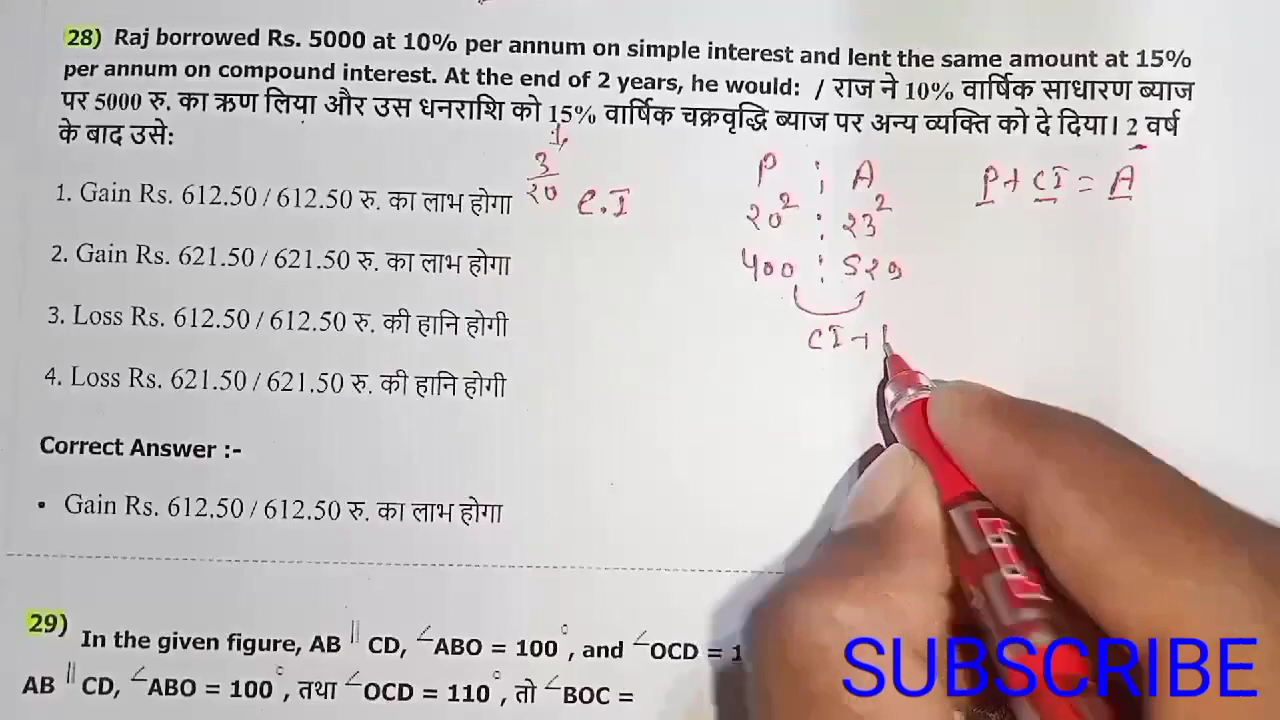 28) Raj borrowed Rs. 5000 at 10% per annum on simple interest and lent the same amount at 15%
per annum on compound interest. At the end of 2 years, he would: / राज ने 10% वार्षिक साधारण ब्याज
पर 5000 रु. का ऋण लिया और उस धनराशि को 15% वार्षिक चक्रवृद्धि ब्याज पर अन्य व्यक्ति को दे दिया। 2 वर्ष
के बाद उसे:
1. Gain Rs. 612.50 / 612.50 रु. का लाभ होगा
2. Gain Rs. 621.50 / 621.50 रु. का लाभ होगा
3. Loss Rs. 612.50 / 612.50 रु. की हानि होगी
4. Loss Rs. 621.50 / 621.50 रु. की हानि होगी
3/20 C.I
P : A
20² : 23²
400 : 529
CI →
P + CI = A
Correct Answer :-
• Gain Rs. 612.50 / 612.50 रु. का लाभ होगा
29) In the given figure, AB || CD, ∠ABO = 100°, and ∠OCD = 1
AB || CD, ∠ABO = 100°, तथा ∠OCD = 110°, तो ∠BOC =
SUBSCRIBE